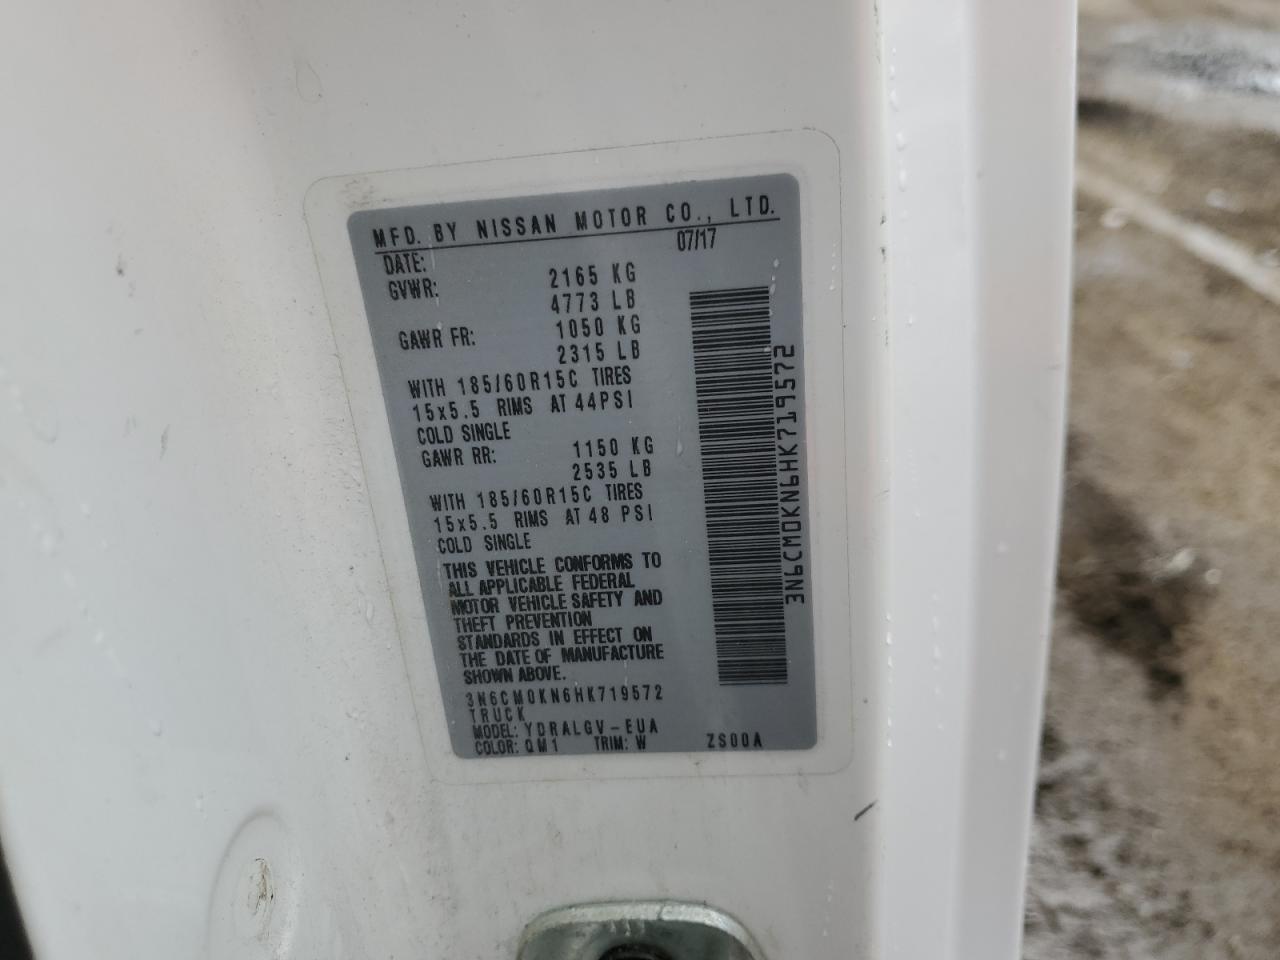 MFD. BY NISSAN MOTOR CO., LTD.
DATE: 07/17
GVWR: 2165 KG
4773 LB
GAWR FR: 1050 KG
2315 LB
WITH 185/60R15C TIRES
15x5.5 RIMS AT 44PSI
COLD SINGLE
GAWR RR: 1150 KG
2535 LB
WITH 185/60R15C TIRES
15x5.5 RIMS AT 48 PSI
COLD SINGLE
THIS VEHICLE CONFORMS TO
ALL APPLICABLE FEDERAL
MOTOR VEHICLE SAFETY AND
THEFT PREVENTION
STANDARDS IN EFFECT ON
THE DATE OF MANUFACTURE
SHOWN ABOVE.
3N6CM0KN6HK719572
TRUCK
MODEL: YDRALGV-EUA
COLOR: QM1 TRIM: W ZS00A
3N6CM0KN6HK719572